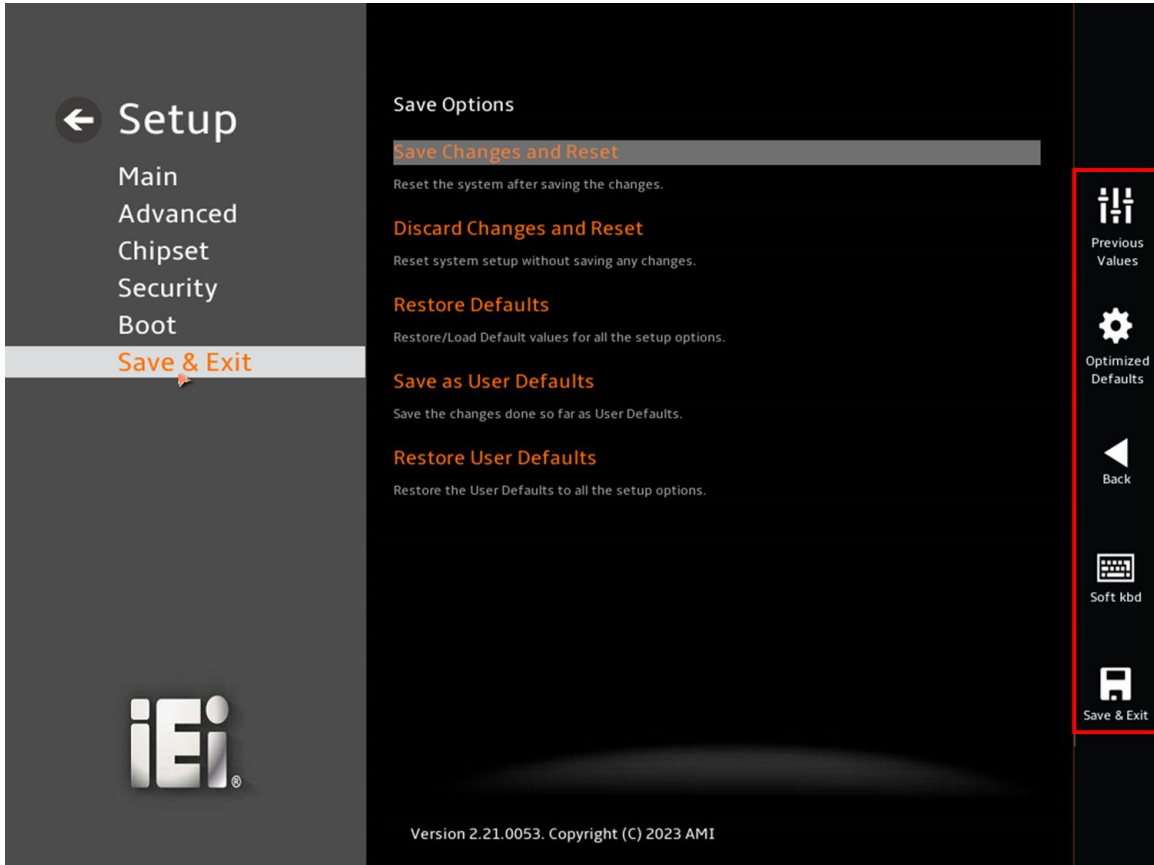 Setup
Main
Advanced
Chipset
Security
Boot
Save & Exit
iEi®
Save Options
Save Changes and Reset
Reset the system after saving the changes.
Discard Changes and Reset
Reset system setup without saving any changes.
Restore Defaults
Restore/Load Default values for all the setup options.
Save as User Defaults
Save the changes done so far as User Defaults.
Restore User Defaults
Restore the User Defaults to all the setup options.
Version 2.21.0053. Copyright (C) 2023 AMI
Previous
Values
Optimized
Defaults
Back
Soft kbd
Save & Exit